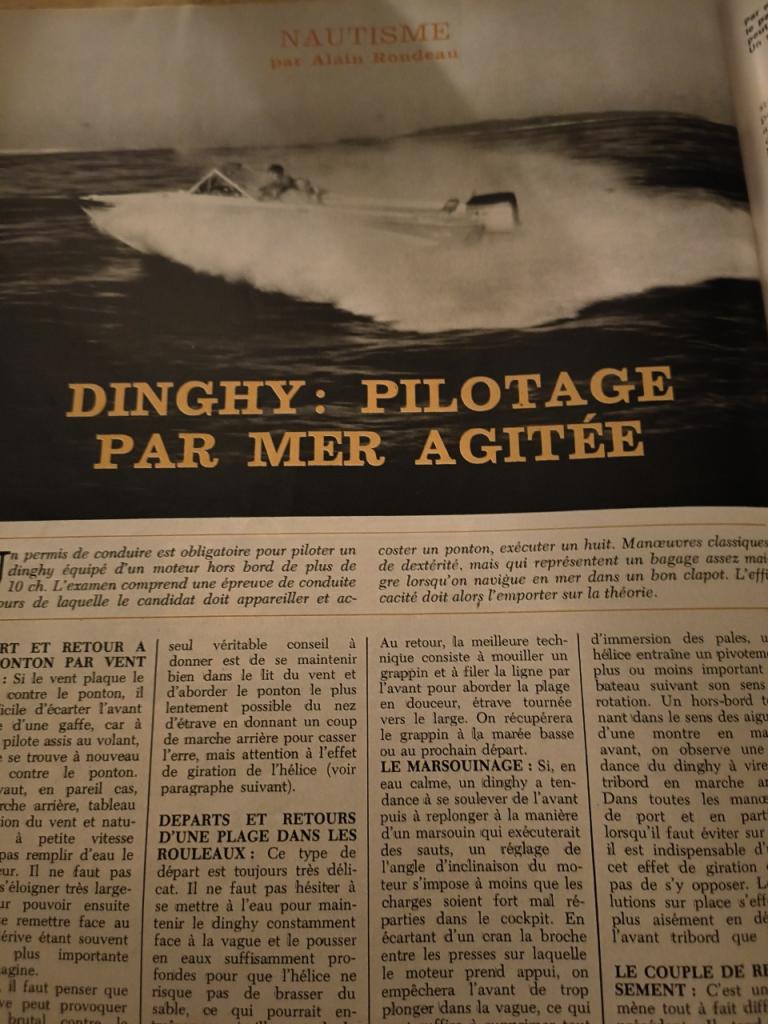 NAUTISME
par Alain Rondeau
DINGHY : PILOTAGE
PAR MER AGITÉE
Un permis de conduire est obligatoire pour piloter un
dinghy équipé d'un moteur hors bord de plus de
10 ch. L'examen comprend une épreuve de conduite
ours de laquelle le candidat doit appareiller et ac-
coster un ponton, exécuter un huit. Manœuvres classiques
de dextérité, mais qui représentent un bagage assez mai-
gre lorsqu'on navigue en mer dans un bon clapot. L'effi-
cacité doit alors l'emporter sur la théorie.
RT ET RETOUR A
ONTON PAR VENT
: Si le vent plaque le
contre le ponton, il
icile d'écarter l'avant
d'une gaffe, car à
pilote assis au volant,
se trouve à nouveau
contre le ponton.
vaut, en pareil cas,
rche arrière, tableau
ion du vent et natu-
à petite vitesse
pas remplir d'eau le
eur. Il ne faut pas
s'éloigner très large-
ur pouvoir ensuite
e remettre face au
érive étant souvent
plus importante
agine.
il faut penser que
ve peut provoquer
brutal contre le
seul véritable conseil à
donner est de se maintenir
bien dans le lit du vent et
d'aborder le ponton le plus
lentement possible du nez
d'étrave en donnant un coup
de marche arrière pour casser
l'erre, mais attention à l'effet
de giration de l'hélice (voir
paragraphe suivant).
DEPARTS ET RETOURS
D'UNE PLAGE DANS LES
ROULEAUX : Ce type de
départ est toujours très déli-
cat. Il ne faut pas hésiter à
se mettre à l'eau pour main-
tenir le dinghy constamment
face à la vague et le pousser
en eaux suffisamment pro-
fondes pour que l'hélice ne
risque pas de brasser du
sable, ce qui pourrait en-
Au retour, la meilleure tech-
nique consiste à mouiller un
grappin et à filer la ligne par
l'avant pour aborder la plage
en douceur, étrave tournée
vers le large. On récupérera
le grappin à la marée basse
ou au prochain départ.
LE MARSOUINAGE : Si, en
eau calme, un dinghy a ten-
dance à se soulever de l'avant
puis à replonger à la manière
d'un marsouin qui exécuterait
des sauts, un réglage de
l'angle d'inclinaison du mo-
teur s'impose à moins que les
charges soient fort mal ré-
parties dans le cockpit. En
écartant d'un cran la broche
entre les presses sur laquelle
le moteur prend appui, on
empêchera l'avant de trop
plonger dans la vague, ce qui
d'immersion des pales, u
hélice entraîne un pivoteme
plus ou moins important
bateau suivant son sens
rotation. Un hors-bord t
nant dans le sens des aigu
d'une montre en ma
avant, on observe une
dance du dinghy à vire
tribord en marche a
Dans toutes les manœ
de port et en part
lorsqu'il faut éviter sur
il est indispensable d'
cet effet de giration
pas de s'y opposer. L
lutions sur place s'ef
plus aisément en dé
l'avant tribord que
LE COUPLE DE RE
SEMENT : C'est un
mène tout à fait diff